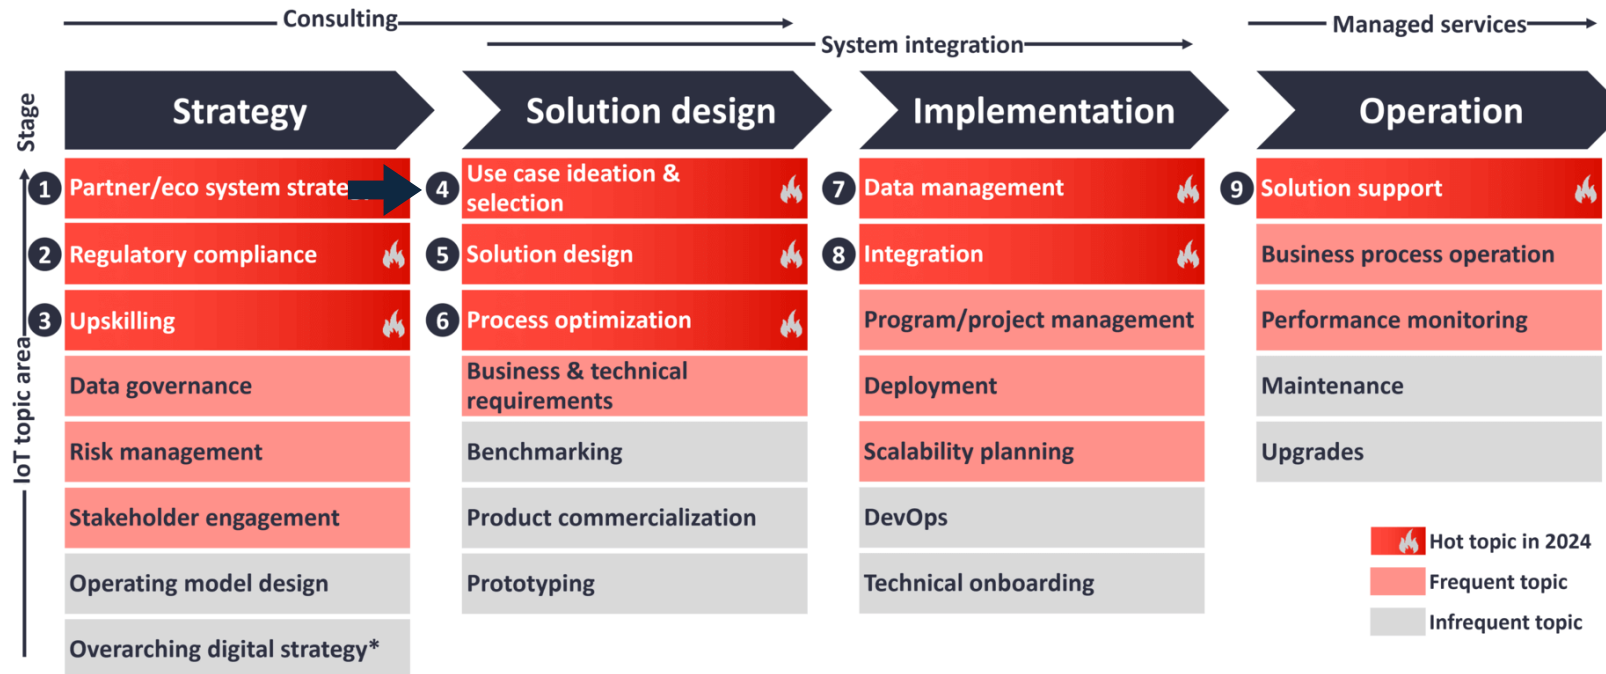 Consulting
System integration
Managed services
Stage
Strategy
Solution design
Implementation
Operation
IoT topic area
1 Partner/eco system
2 Regulatory compliance
3 Upskilling
Data governance
Risk management
Stakeholder engagement
Operating model design
Overarching digital strategy*
4 Use case ideation &
selection
5 Solution design
6 Process optimization
Business & technical
requirements
Benchmarking
Product commercialization
Prototyping
7 Data management
8 Integration
Program/project management
Deployment
Scalability planning
DevOps
Technical onboarding
9 Solution support
Business process operation
Performance monitoring
Maintenance
Upgrades
Hot topic in 2024
Frequent topic
Infrequent topic